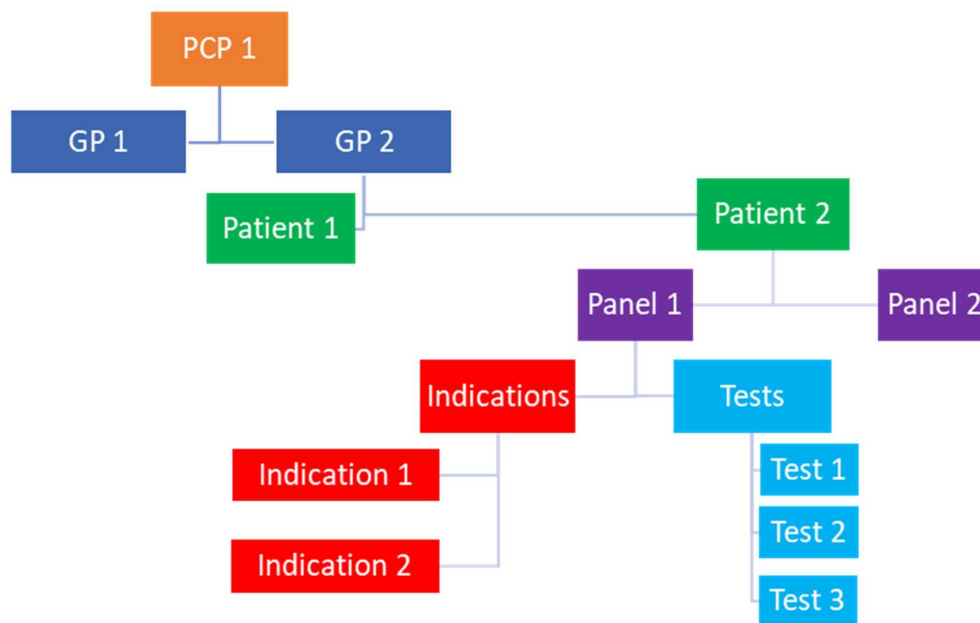 PCP 1
GP 1
GP 2
Patient 1
Patient 2
Panel 1
Panel 2
Indications
Tests
Indication 1
Test 1
Test 2
Indication 2
Test 3